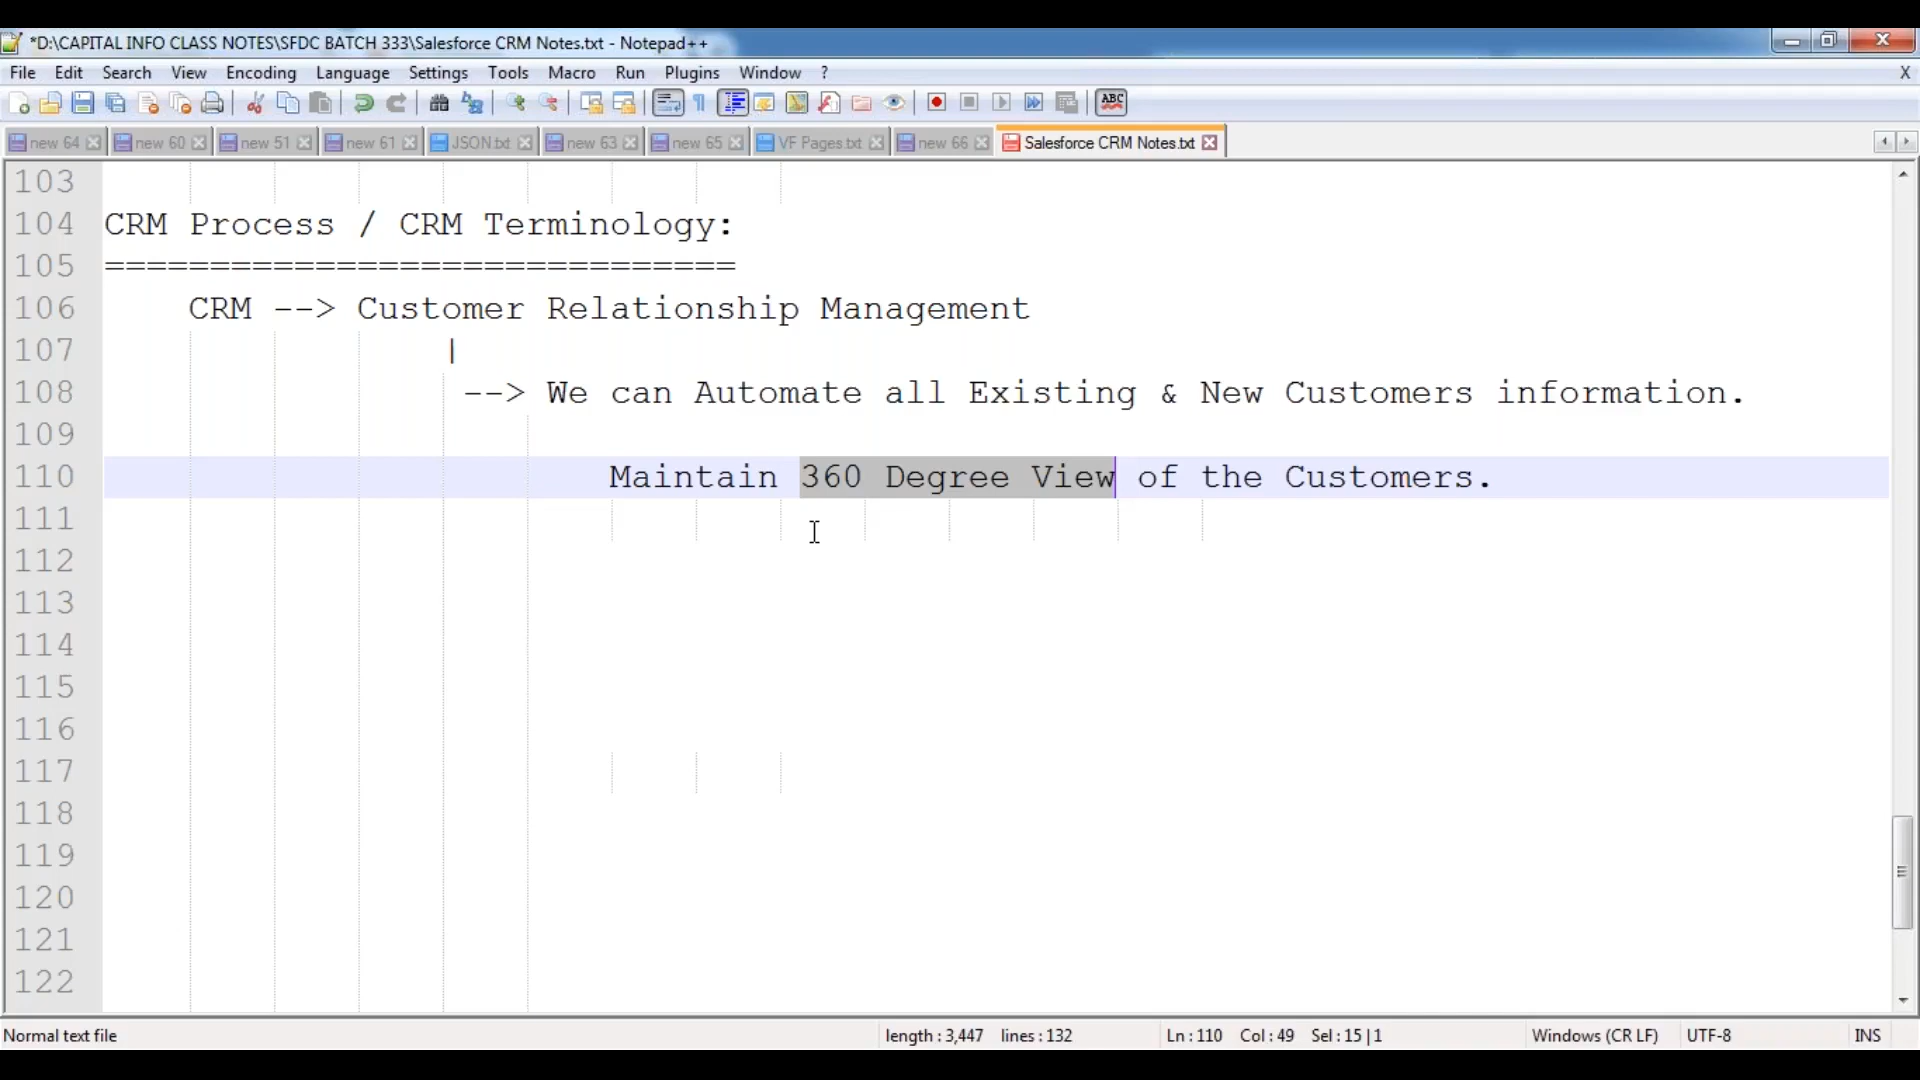 *D:\CAPITAL INFO CLASS NOTES\SFDC BATCH 333\Salesforce CRM Notes.txt - Notepad++
File Edit Search View Encoding Language Settings Tools Macro Run Plugins Window ? X
ABC
new 64 new 60 new 51 new 61 JSON.txt new 63 new 65 VF Pages.txt new 66 Salesforce CRM Notes.txt
103
104 CRM Process / CRM Terminology:
105 ==============================
106 CRM --> Customer Relationship Management
107 |
108 --> We can Automate all Existing & New Customers information.
109
110 Maintain 360 Degree View of the Customers.
111
112
113
114
115
116
117
118
119
120
121
122
Normal text file length : 3,447 lines : 132 Ln : 110 Col : 49 Sel : 15 | 1 Windows (CR LF) UTF-8 INS